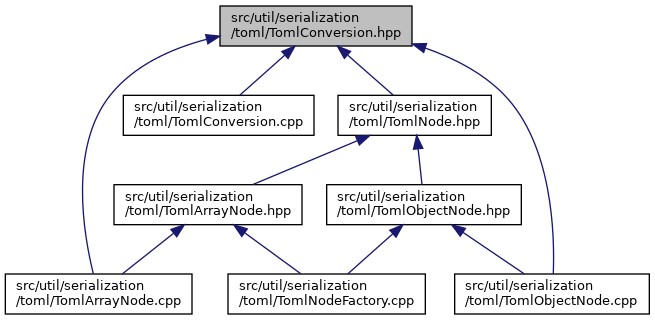 src/util/serialization
/toml/TomlConversion.hpp
src/util/serialization
/toml/TomlConversion.cpp
src/util/serialization
/toml/TomlNode.hpp
src/util/serialization
/toml/TomlArrayNode.hpp
src/util/serialization
/toml/TomlObjectNode.hpp
src/util/serialization
/toml/TomlArrayNode.cpp
src/util/serialization
/toml/TomlNodeFactory.cpp
src/util/serialization
/toml/TomlObjectNode.cpp